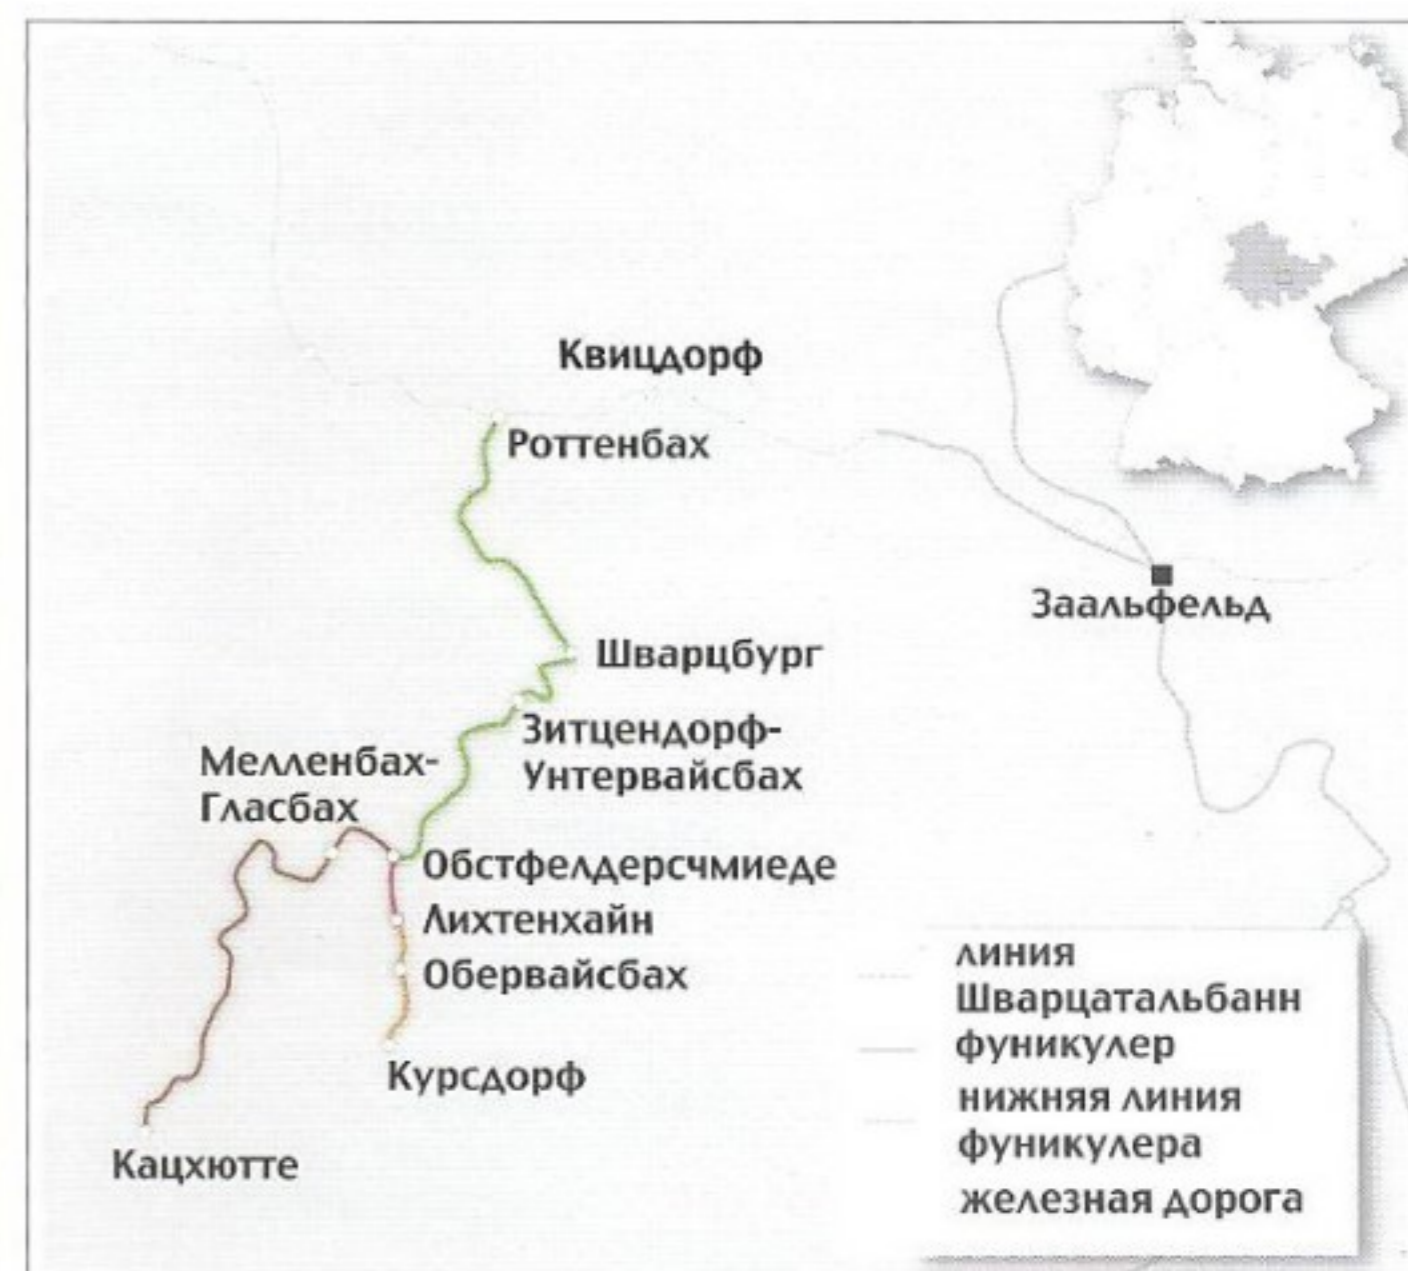 Квицдорф
Роттенбах
Заальфельд
Шварцбург
Зитцендорф-
Унтервайсбах
Мелленбах-
Гласбах
Обстфелдерсчмиеде
Лихтенхайн
Обервайсбах
Курсдорф
Кацхютте
линия
Шварцатальбанн
фуникулер
нижняя линия
фуникулера
железная дорога